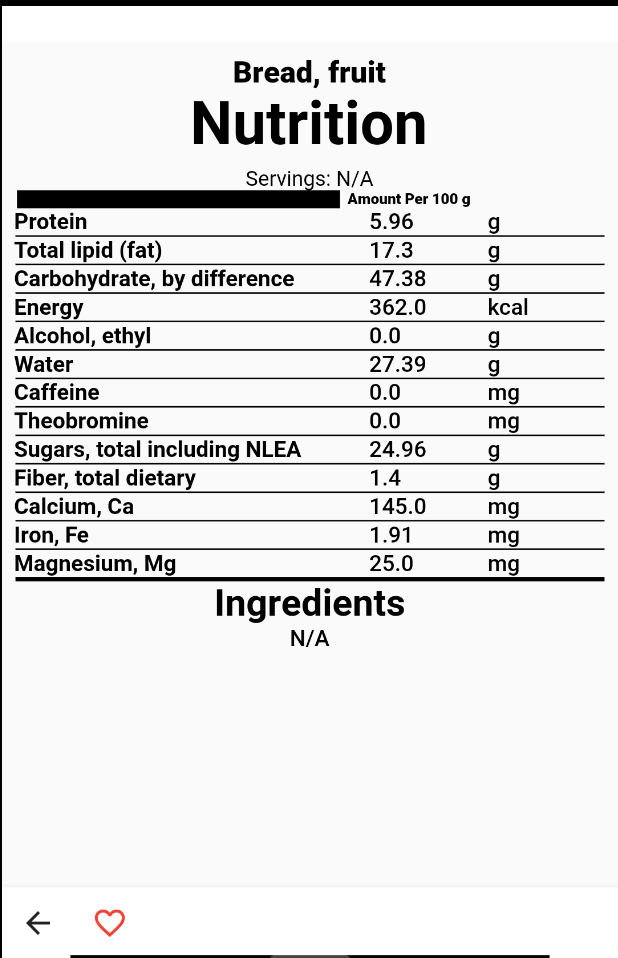 Bread, fruit
Nutrition
Servings: N/A
Amount Per 100 g
Protein 5.96 g
Total lipid (fat) 17.3 g
Carbohydrate, by difference 47.38 g
Energy 362.0 kcal
Alcohol, ethyl 0.0 g
Water 27.39 g
Caffeine 0.0 mg
Theobromine 0.0 mg
Sugars, total including NLEA 24.96 g
Fiber, total dietary 1.4 g
Calcium, Ca 145.0 mg
Iron, Fe 1.91 mg
Magnesium, Mg 25.0 mg
Ingredients
N/A